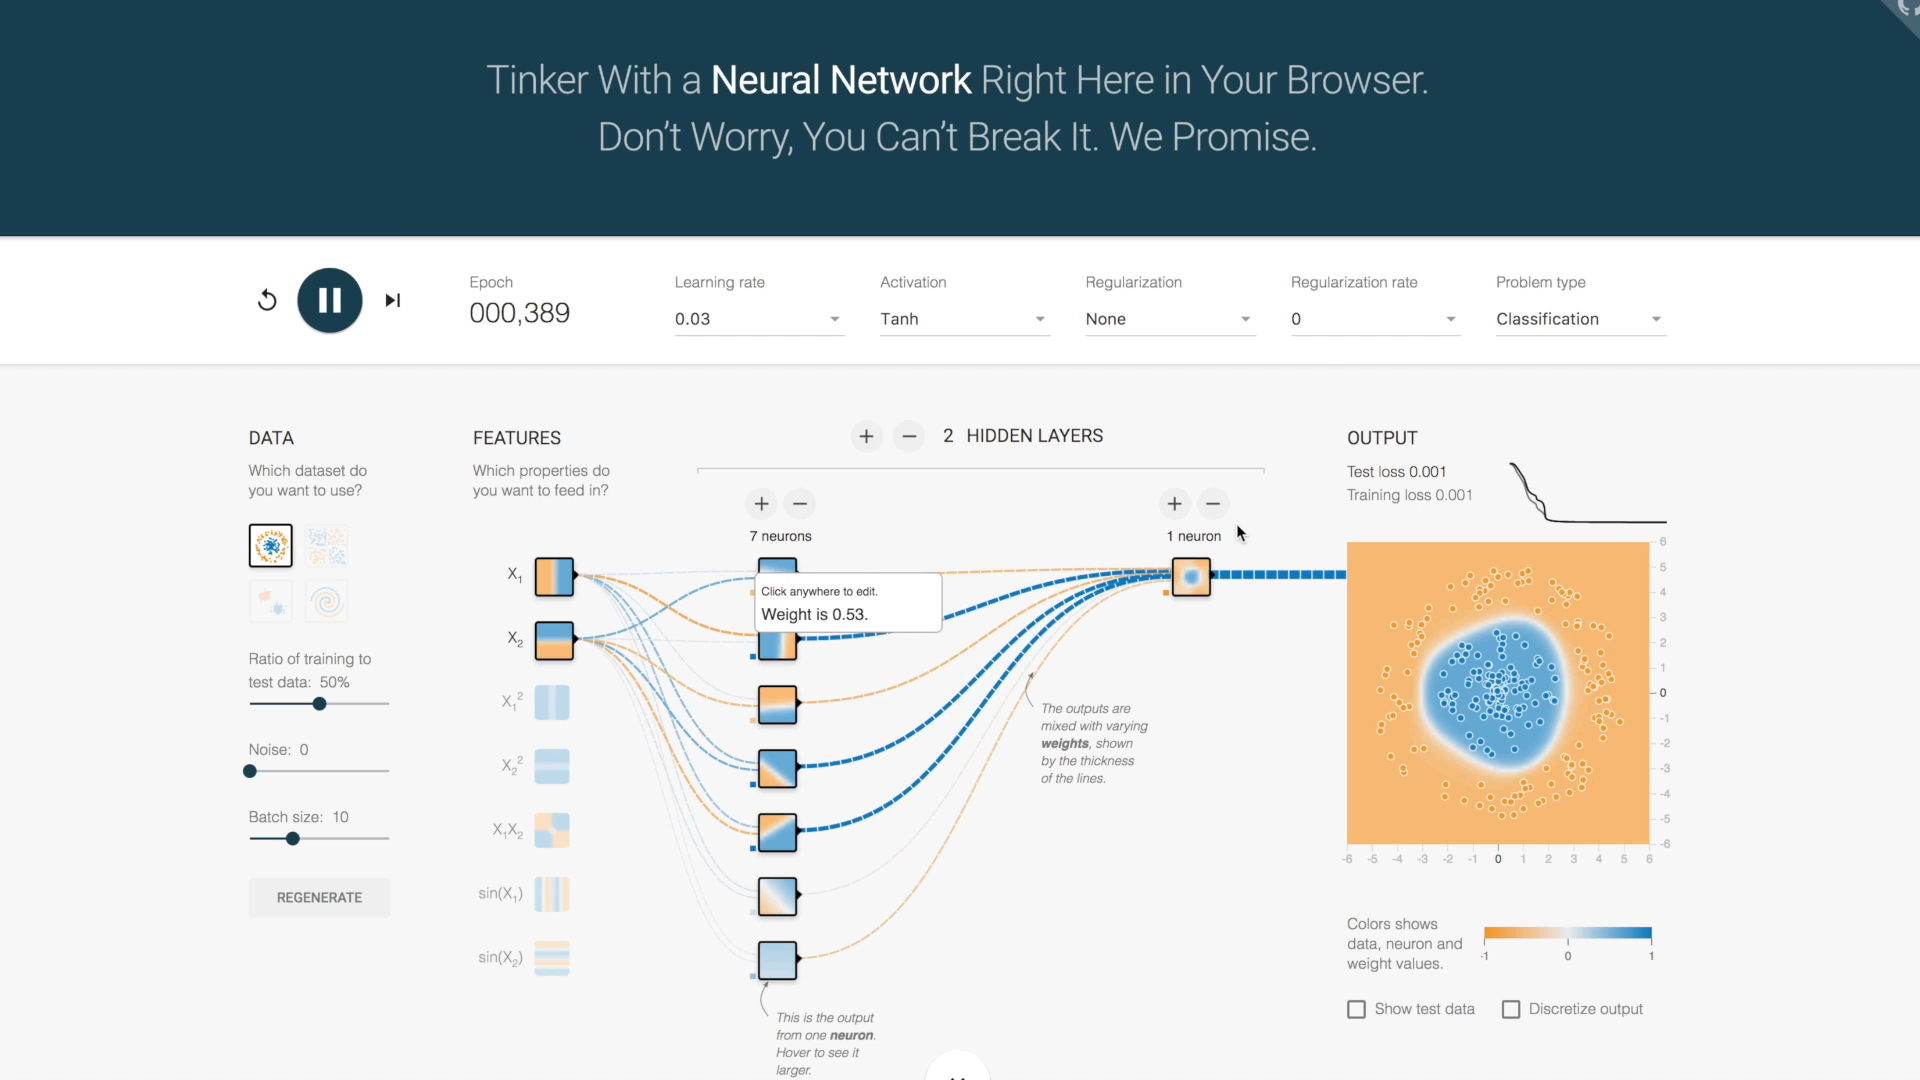 Tinker With a Neural Network Right Here in Your Browser.
Don't Worry, You Can't Break It. We Promise.
Epoch
000,389
Learning rate
0.03
Activation
Tanh
Regularization
None
Regularization rate
0
Problem type
Classification
DATA
Which dataset do
you want to use?
Ratio of training to
test data: 50%
Noise: 0
Batch size: 10
REGENERATE
FEATURES
Which properties do
you want to feed in?
X₁
X₂
X₁²
X₂²
X₁X₂
sin(X₁)
sin(X₂)
+ − 2 HIDDEN LAYERS
+ −
7 neurons
+ −
1 neuron
Click anywhere to edit.
Weight is 0.53.
The outputs are
mixed with varying
weights, shown
by the thickness
of the lines.
This is the output
from one neuron.
Hover to see it
larger.
OUTPUT
Test loss 0.001
Training loss 0.001
6
5
4
3
2
1
0
-1
-2
-3
-4
-5
-6
-6 -5 -4 -3 -2 -1 0 1 2 3 4 5 6
Colors shows
data, neuron and
weight values.
-1 0 1
Show test data
Discretize output